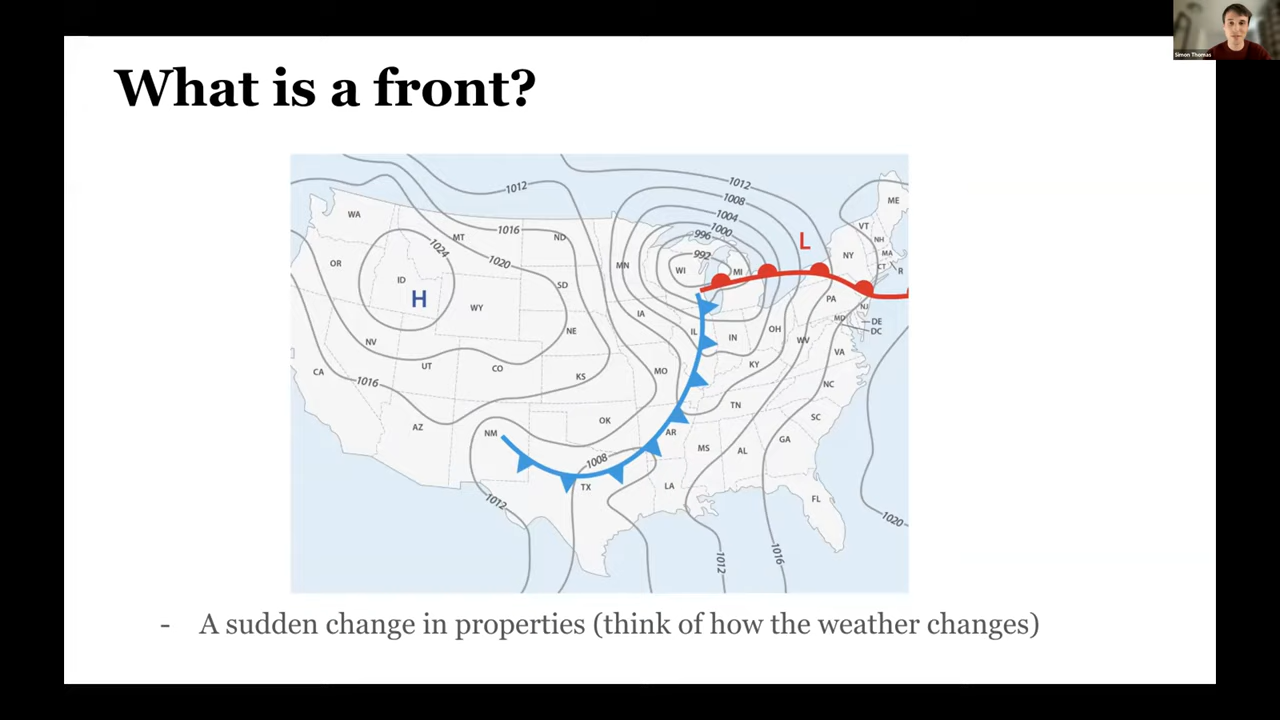 Simon Thomas
What is a front?
1012
1012
1008
1004
1000
996
992
1016
1020
1024
WA
MT
ND
OR
ID
H
WY
SD
MN
WI
MI
L
ME
VT
NH
MA
NY
CT
R
PA
NJ
MD
DE
DC
NV
UT
CO
NE
IA
IL
IN
OH
WV
VA
CA
1016
KS
MO
KY
NC
AZ
NM
OK
AR
TN
SC
MS
AL
GA
1008
TX
LA
FL
1012
1012
1016
1020
- A sudden change in properties (think of how the weather changes)